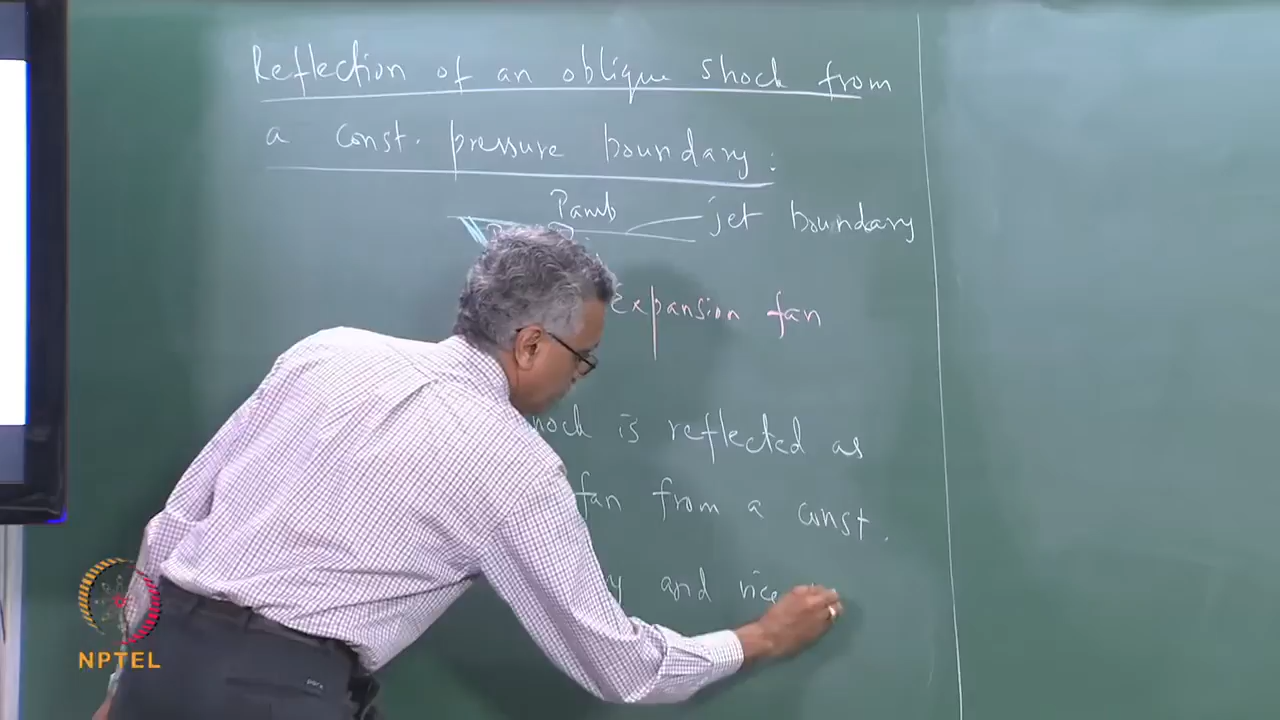 Reflection of an oblique shock from
a const. pressure boundary:
Pamb
jet boundary
Expansion fan
is reflected as
fan from a const.
and vice
NPTEL